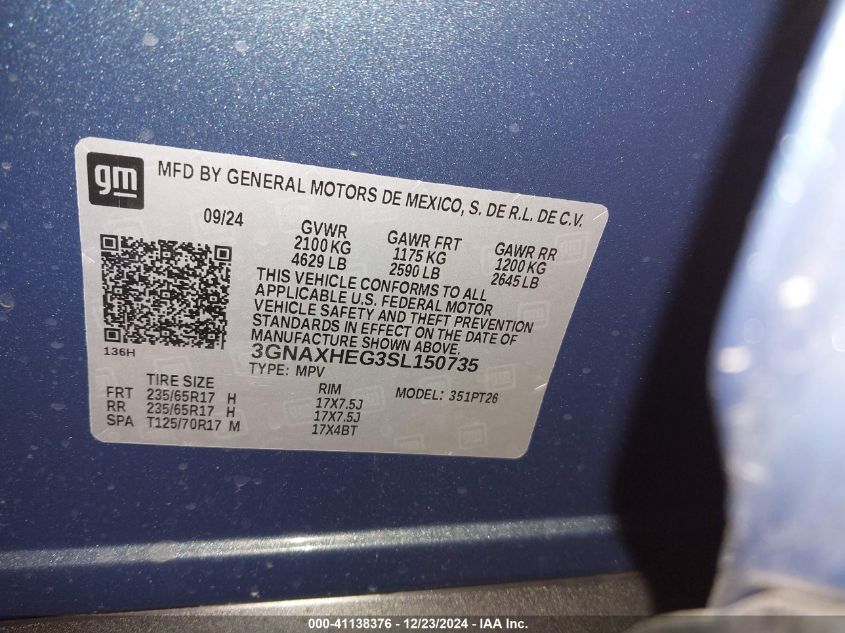 gm
MFD BY GENERAL MOTORS DE MEXICO, S. DE R.L. DE C.V.
09/24
GVWR
2100 KG
4629 LB
GAWR FRT
1175 KG
2590 LB
GAWR RR
1200 KG
2645 LB
THIS VEHICLE CONFORMS TO ALL
APPLICABLE U.S. FEDERAL MOTOR
VEHICLE SAFETY AND THEFT PREVENTION
STANDARDS IN EFFECT ON THE DATE OF
MANUFACTURE SHOWN ABOVE.
136H
3GNAXHEG3SL150735
TYPE: MPV
MODEL: 351PT26
TIRE SIZE
RIM
FRT 235/65R17 H 17X7.5J
RR 235/65R17 H 17X7.5J
SPA T125/70R17 M 17X4BT
000-41138376 - 12/23/2024 - IAA Inc.